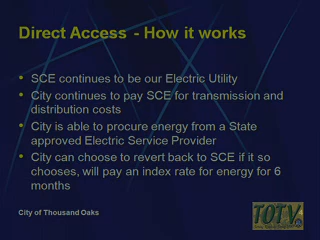 Direct Access - How it works
▪ SCE continues to be our Electric Utility
▪ City continues to pay SCE for transmission and
distribution costs
▪ City is able to procure energy from a State
approved Electric Service Provider
▪ City can choose to revert back to SCE if it so
chooses, will pay an index rate for energy for 6
months
City of Thousand Oaks
TOTV